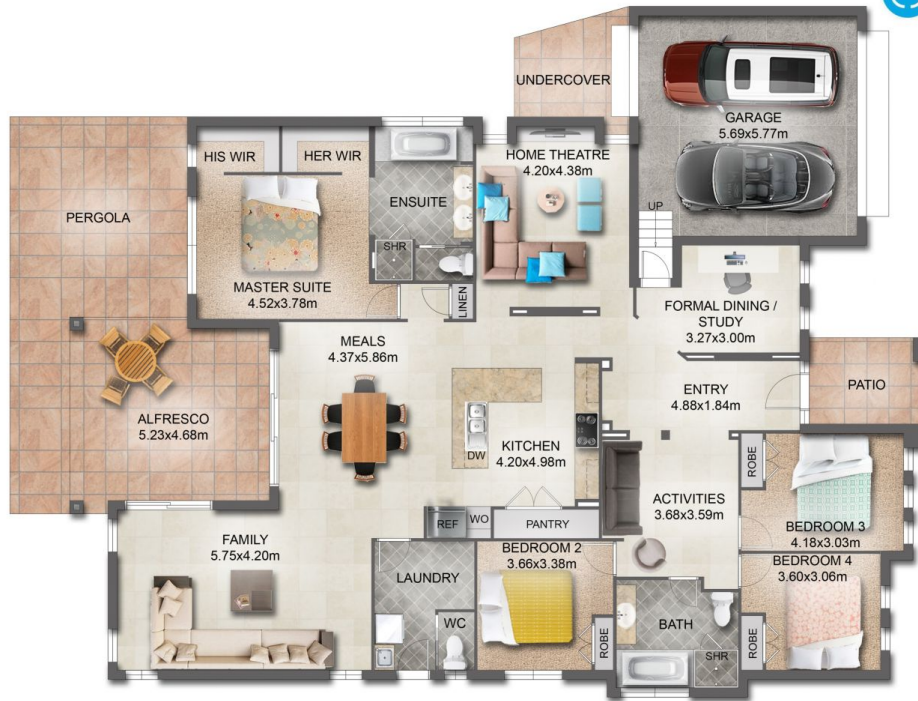 UNDERCOVER
GARAGE
5.69x5.77m
HIS WIR
HER WIR
HOME THEATRE
4.20x4.38m
ENSUITE
PERGOLA
UP
SHR
MASTER SUITE
4.52x3.78m
LINEN
FORMAL DINING /
STUDY
3.27x3.00m
MEALS
4.37x5.86m
ENTRY
4.88x1.84m
PATIO
ALFRESCO
5.23x4.68m
KITCHEN
4.20x4.98m
DW
ROBE
ACTIVITIES
3.68x3.59m
REF
WO
PANTRY
BEDROOM 3
4.18x3.03m
FAMILY
5.75x4.20m
BEDROOM 2
3.66x3.38m
BEDROOM 4
3.60x3.06m
LAUNDRY
WC
BATH
ROBE
ROBE
SHR